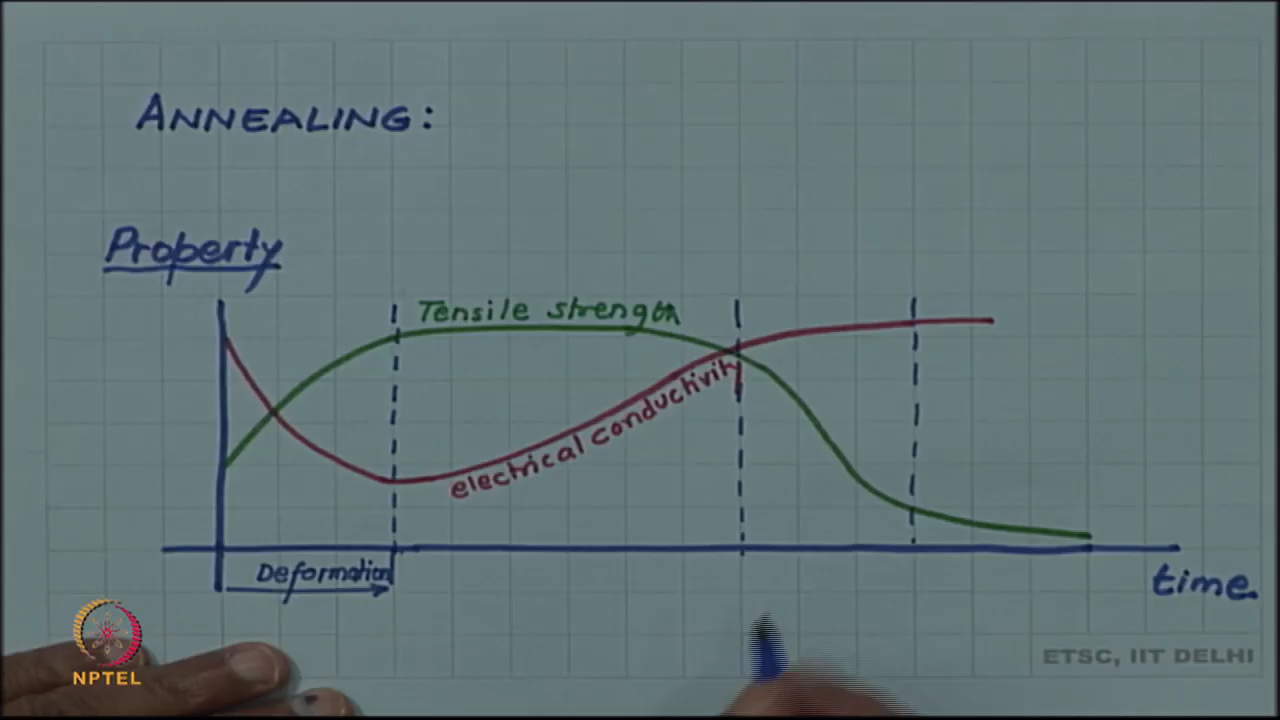 ANNEALING:
Property
Tensile strength
electrical conductivity
Deformation
time.
NPTEL
ETSC, IIT DELHI